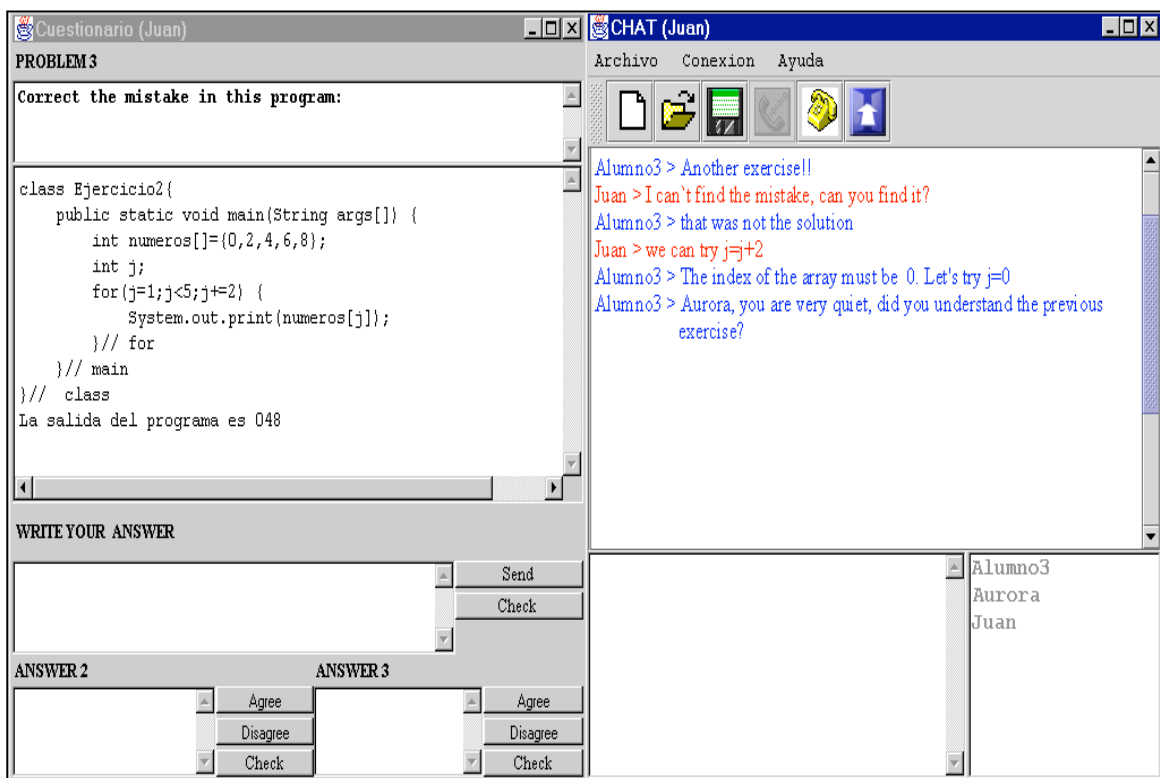 Cuestionario (Juan)
PROBLEM 3
Correct the mistake in this program:
class Ejercicio2{
public static void main(String args[]) {
int numeros[]={0,2,4,6,8};
int j;
for(j=1;j<5;j+=2) {
System.out.print(numeros[j]);
}// for
}// main
}// class
La salida del programa es 048
WRITE YOUR ANSWER
Send
Check
ANSWER 2
Agree
Disagree
Check
ANSWER 3
Agree
Disagree
Check
CHAT (Juan)
Archivo Conexion Ayuda
Alumno3 > Another exercise!!
Juan > I can`t find the mistake, can you find it?
Alumno3 > that was not the solution
Juan > we can try j=j+2
Alumno3 > The index of the array must be 0. Let's try j=0
Alumno3 > Aurora, you are very quiet, did you understand the previous
exercise?
Alumno3
Aurora
Juan